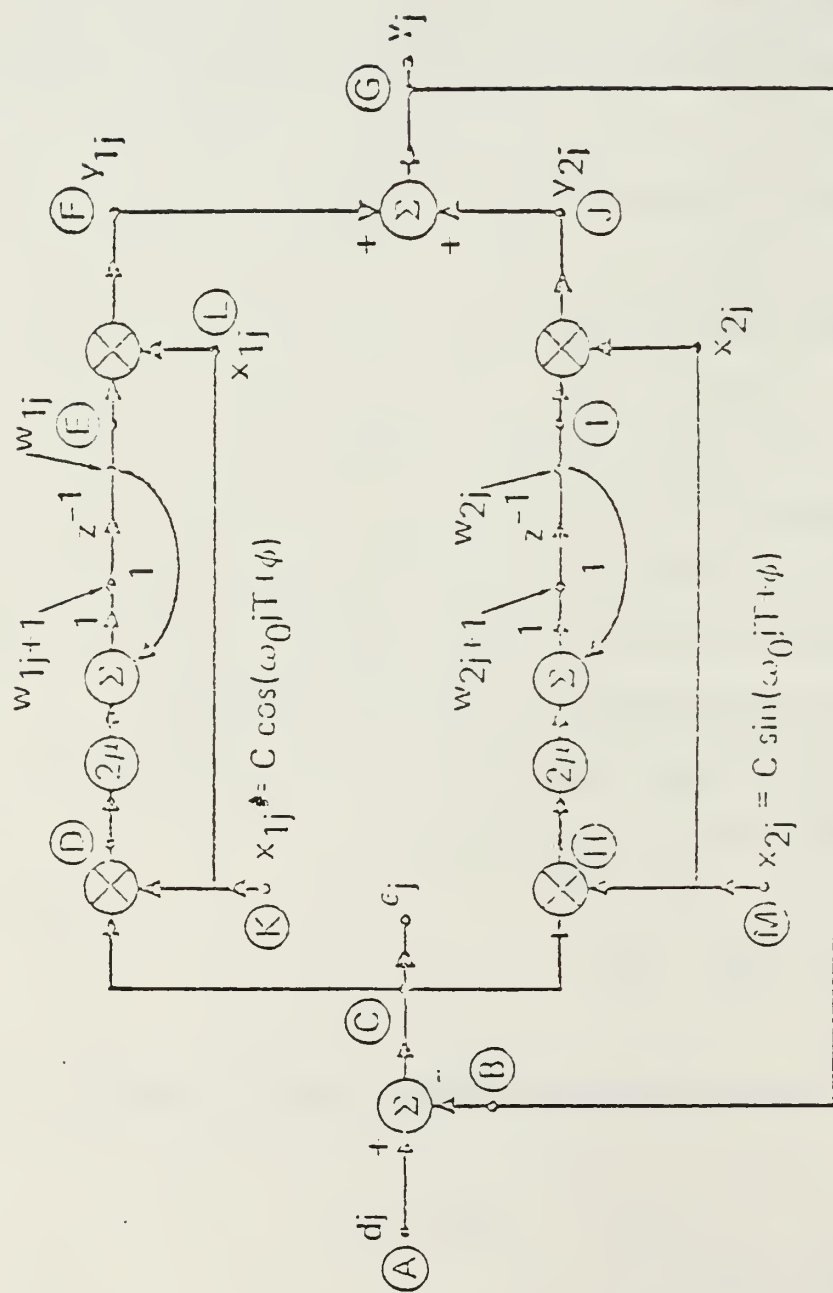 w1j+1
w1j
D
2μ
Σ
1
z⁻¹
E
F
y1j
1
L
x1j
K
x1j = C cos(ω0jT+φ)
A
dj
+
Σ
-
B
C
ϵj
+
Σ
+
G
yj
w2j+1
w2j
H
2μ
Σ
1
z⁻¹
I
J
y2j
1
x2j
M
x2j = C sin(ω0jT+φ)